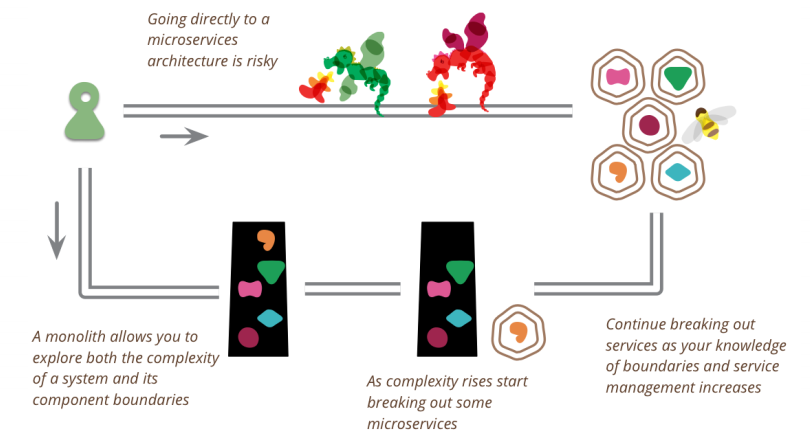 Going directly to a
microservices
architecture is risky
A monolith allows you to
explore both the complexity
of a system and its
component boundaries
As complexity rises start
breaking out some
microservices
Continue breaking out
services as your knowledge
of boundaries and service
management increases